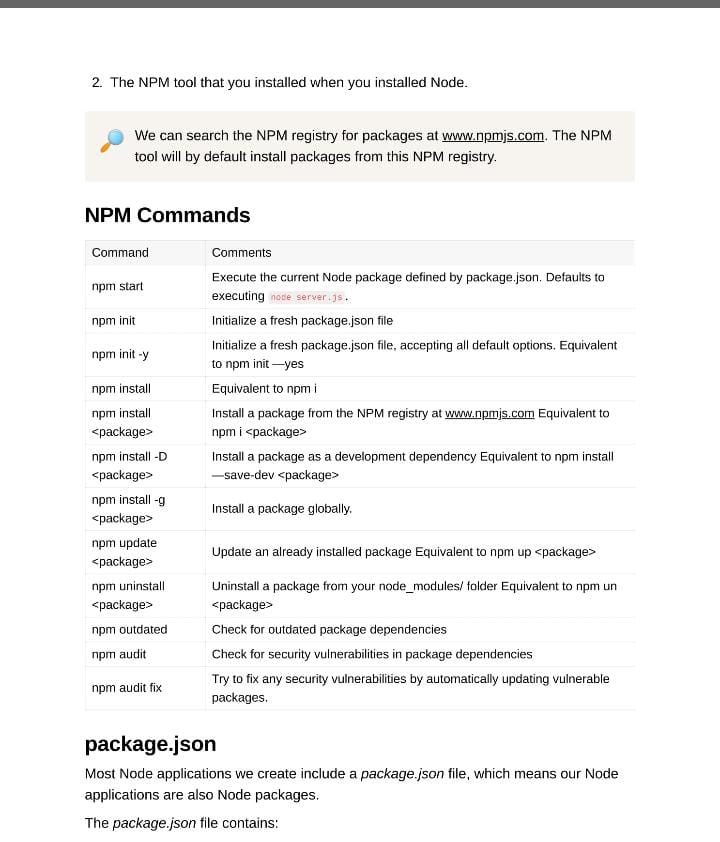 2. The NPM tool that you installed when you installed Node.
We can search the NPM registry for packages at www.npmjs.com. The NPM
tool will by default install packages from this NPM registry.
NPM Commands
Command Comments
npm start
Execute the current Node package defined by package.json. Defaults to
executing node server.js.
npm init
Initialize a fresh package.json file
npm init -y
Initialize a fresh package.json file, accepting all default options. Equivalent
to npm init —yes
npm install
Equivalent to npm i
npm install
<package>
Install a package from the NPM registry at www.npmjs.com Equivalent to
npm i <package>
npm install -D
<package>
Install a package as a development dependency Equivalent to npm install
—save-dev <package>
npm install -g
<package>
Install a package globally.
npm update
<package>
Update an already installed package Equivalent to npm up <package>
npm uninstall
<package>
Uninstall a package from your node_modules/ folder Equivalent to npm un
<package>
npm outdated
Check for outdated package dependencies
npm audit
Check for security vulnerabilities in package dependencies
npm audit fix
Try to fix any security vulnerabilities by automatically updating vulnerable
packages.
package.json
Most Node applications we create include a package.json file, which means our Node
applications are also Node packages.
The package.json file contains: